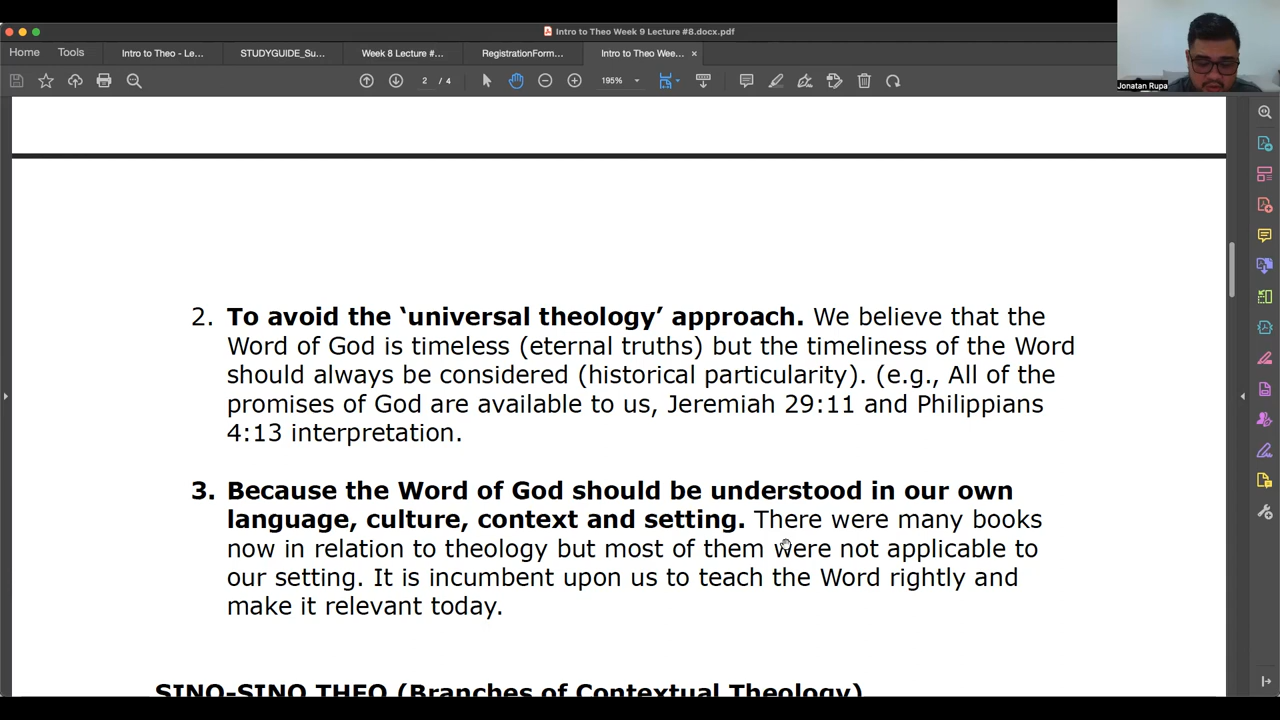 Intro to Theo Week 9 Lecture #8.docx.pdf
Home Tools Intro to Theo - Le... STUDYGUIDE_Su... Week 8 Lecture #... RegistrationForm... Intro to Theo Wee... ×
2 / 4 195%
Jonatan Rupa
2. To avoid the ‘universal theology’ approach. We believe that the
Word of God is timeless (eternal truths) but the timeliness of the Word
should always be considered (historical particularity). (e.g., All of the
promises of God are available to us, Jeremiah 29:11 and Philippians
4:13 interpretation.
3. Because the Word of God should be understood in our own
language, culture, context and setting. There were many books
now in relation to theology but most of them were not applicable to
our setting. It is incumbent upon us to teach the Word rightly and
make it relevant today.
SINO-SINO THEO (Branches of Contextual Theology)